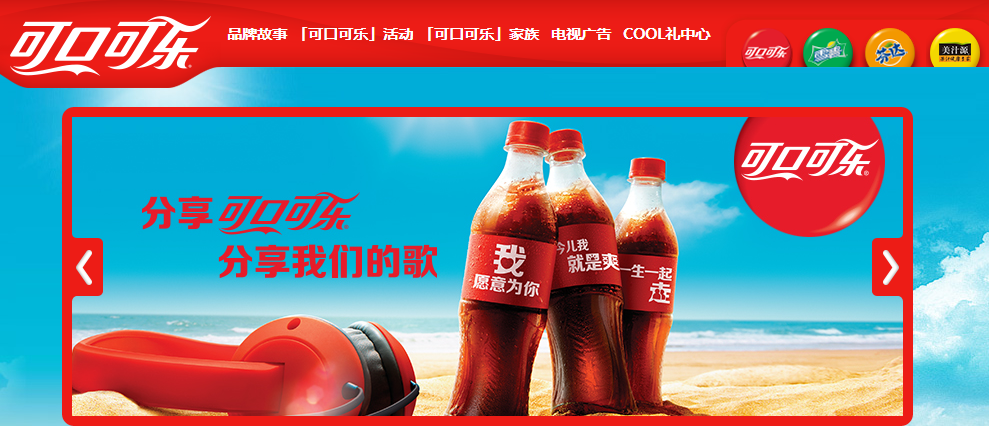 可口可乐
品牌故事 「可口可乐」活动 「可口可乐」家族 电视广告 COOL礼中心
可口可乐
雪碧
芬达
美汁源
可口可乐®
分享可口可乐®
分享我们的歌
我
愿意为你
今儿我
就是爽
一生一起
走